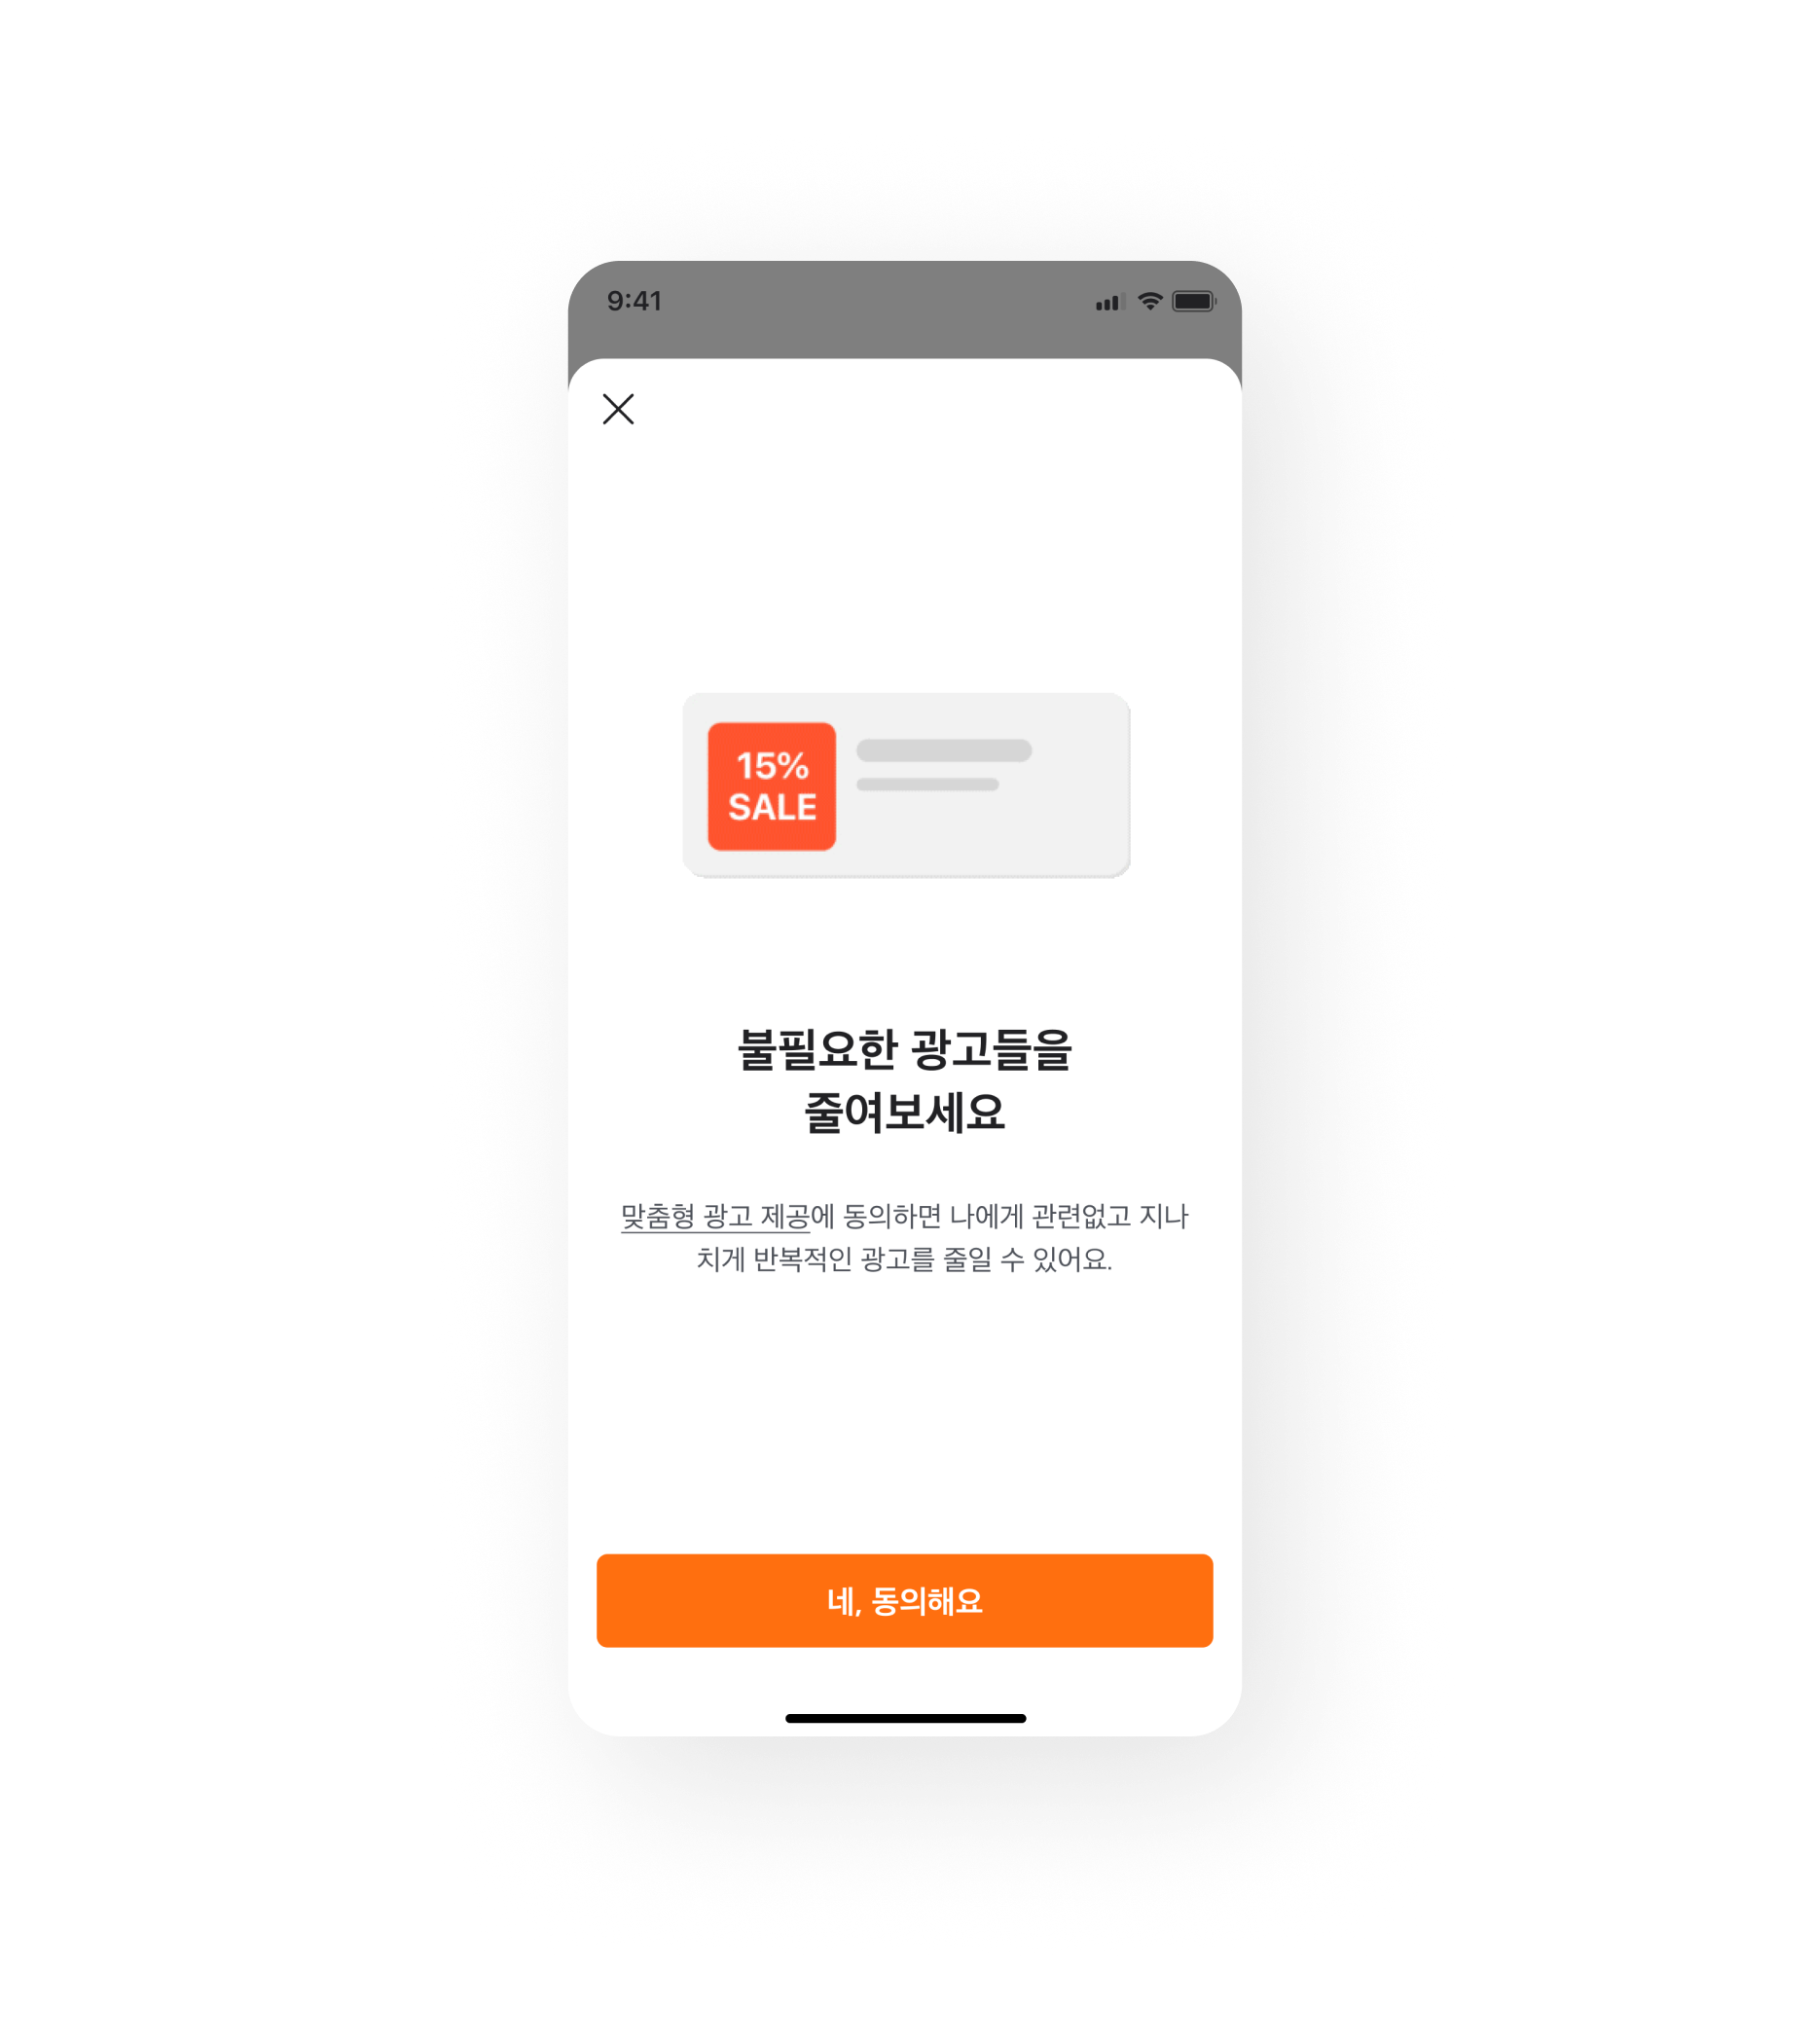 9:41
15%
SALE
불필요한 광고들을
줄여보세요
맞춤형 광고 제공에 동의하면 나에게 관련없고 지나
치게 반복적인 광고를 줄일 수 있어요.
네, 동의해요